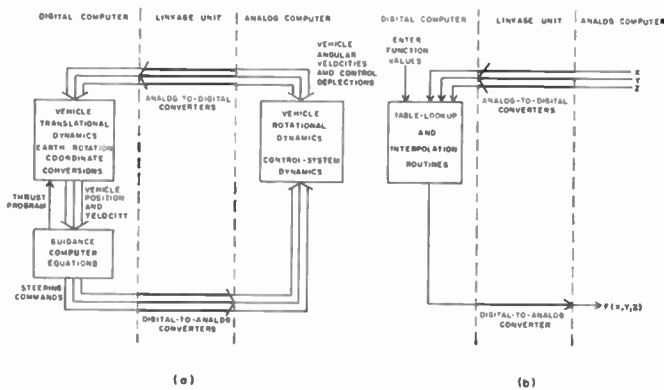 DIGITAL COMPUTER
LINKAGE UNIT
ANALOG COMPUTER
VEHICLE
ANGULAR
VELOCITIES
AND CONTROL
DEFLECTIONS
ANALOG-TO-DIGITAL
CONVERTERS
VEHICLE
TRANSLATIONAL
DYNAMICS
EARTH ROTATION
COORDINATE
CONVERSIONS
VEHICLE
ROTATIONAL
DYNAMICS
CONTROL-SYSTEM
DYNAMICS
THRUST
PROGRAM
VEHICLE
POSITION
AND
VELOCITY
GUIDANCE
COMPUTER
EQUATIONS
STEERING
COMMANDS
DIGITAL-TO-ANALOG
CONVERTERS
(a)
DIGITAL COMPUTER
LINKAGE UNIT
ANALOG COMPUTER
ENTER
FUNCTION
VALUES
X
Y
Z
ANALOG-TO-DIGITAL
CONVERTERS
TABLE-LOOKUP
AND
INTERPOLATION
ROUTINES
F(X,Y,Z)
DIGITAL-TO-ANALOG
CONVERTER
(b)